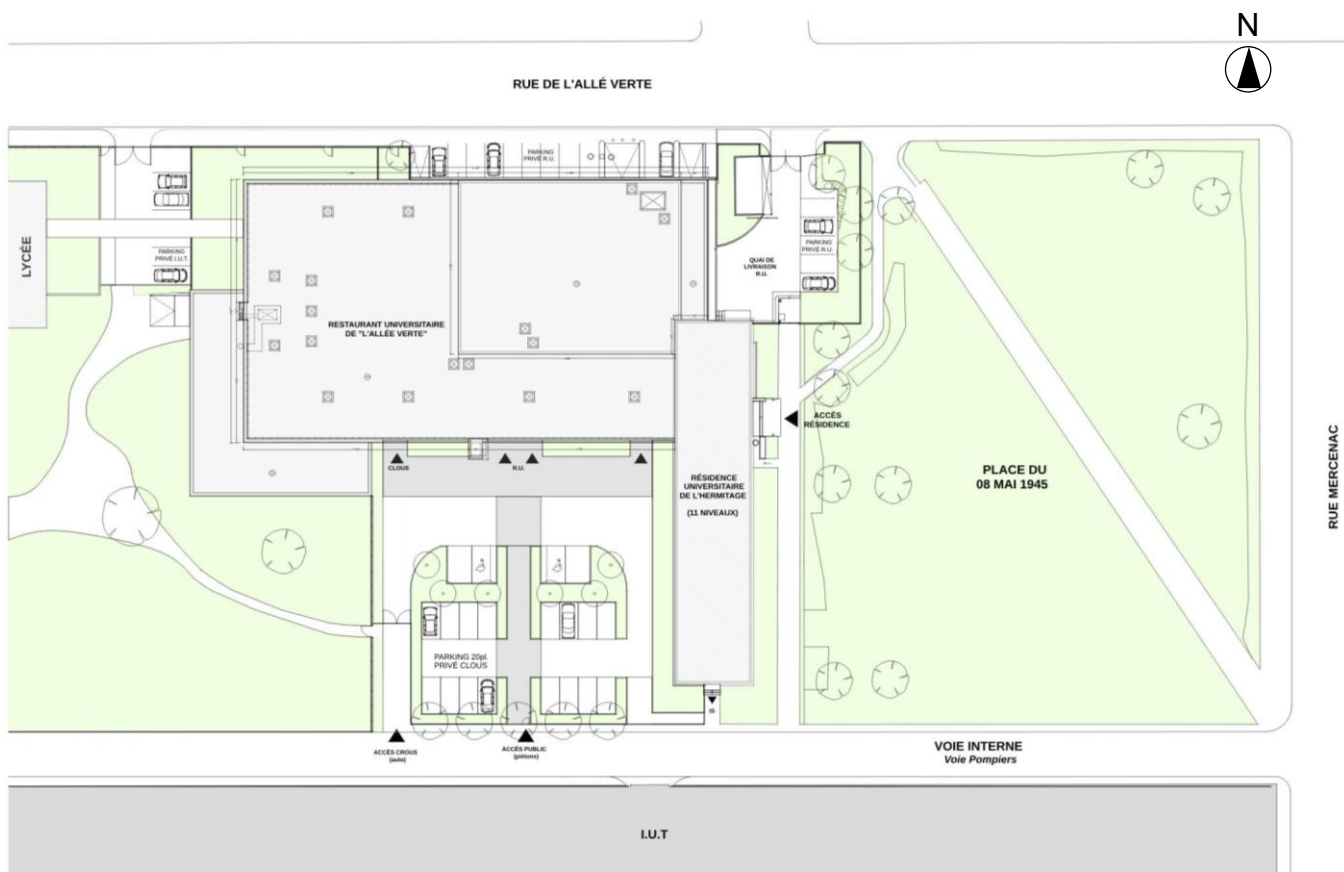 N
RUE DE L'ALLÉ VERTE
PARKING
PRIVÉ R.U.
LYCÉE
PARKING
PRIVÉ I.U.T.
PARKING
PRIVÉ R.U.
QUAI DE
LIVRAISON
R.U.
RESTAURANT UNIVERSITAIRE
DE "L'ALLÉE VERTE"
ACCÈS
RÉSIDENCE
CLOUS
R.U.
RÉSIDENCE
UNIVERSITAIRE
DE L'HERMITAGE
(11 NIVEAUX)
PLACE DU
08 MAI 1945
RUE MERCENAC
PARKING 20pl.
PRIVÉ CLOUS
IS
ACCÈS CROUS
(auto)
ACCÈS PUBLIC
(piétons)
VOIE INTERNE
Voie Pompiers
I.U.T